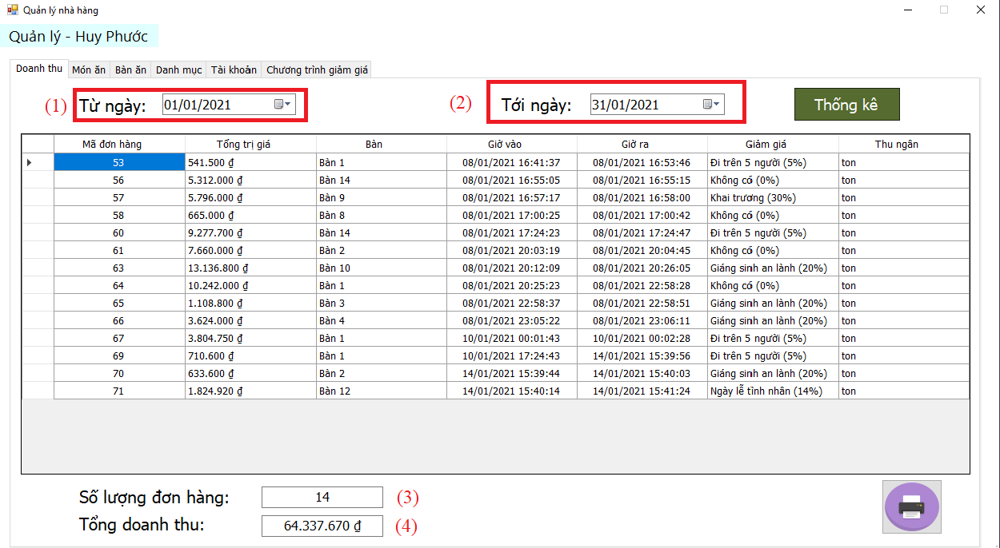 Quản lý nhà hàng
Quản lý - Huy Phước
Doanh thu Món ăn Bàn ăn Danh mục Tài khoản Chương trình giảm giá
(1) Từ ngày: 01/01/2021 (2) Tới ngày: 31/01/2021 Thống kê
Mã đơn hàng Tổng trị giá Bàn Giờ vào Giờ ra Giảm giá Thu ngân
53 541.500 ₫ Bàn 1 08/01/2021 16:41:37 08/01/2021 16:53:46 Đi trên 5 người (5%) ton
56 5.312.000 ₫ Bàn 14 08/01/2021 16:55:05 08/01/2021 16:55:15 Không có (0%) ton
57 5.796.000 ₫ Bàn 9 08/01/2021 16:57:17 08/01/2021 16:58:00 Khai trương (30%) ton
58 665.000 ₫ Bàn 8 08/01/2021 17:00:25 08/01/2021 17:00:42 Không có (0%) ton
60 9.277.700 ₫ Bàn 14 08/01/2021 17:24:23 08/01/2021 17:24:47 Đi trên 5 người (5%) ton
61 7.660.000 ₫ Bàn 2 08/01/2021 20:03:19 08/01/2021 20:04:45 Không có (0%) ton
63 13.136.800 ₫ Bàn 10 08/01/2021 20:12:09 08/01/2021 20:26:05 Giáng sinh an lành (20%) ton
64 10.242.000 ₫ Bàn 1 08/01/2021 20:25:23 08/01/2021 22:58:28 Không có (0%) ton
65 1.108.800 ₫ Bàn 3 08/01/2021 22:58:37 08/01/2021 22:58:51 Giáng sinh an lành (20%) ton
66 3.624.000 ₫ Bàn 4 08/01/2021 23:05:22 08/01/2021 23:06:11 Giáng sinh an lành (20%) ton
67 3.804.750 ₫ Bàn 1 10/01/2021 00:01:43 10/01/2021 00:02:28 Đi trên 5 người (5%) ton
69 710.600 ₫ Bàn 1 10/01/2021 17:24:43 14/01/2021 15:39:56 Đi trên 5 người (5%) ton
70 633.600 ₫ Bàn 2 14/01/2021 15:39:44 14/01/2021 15:40:03 Giáng sinh an lành (20%) ton
71 1.824.920 ₫ Bàn 12 14/01/2021 15:40:14 14/01/2021 15:41:24 Ngày lễ tình nhân (14%) ton
Số lượng đơn hàng: 14 (3)
Tổng doanh thu: 64.337.670 ₫ (4)